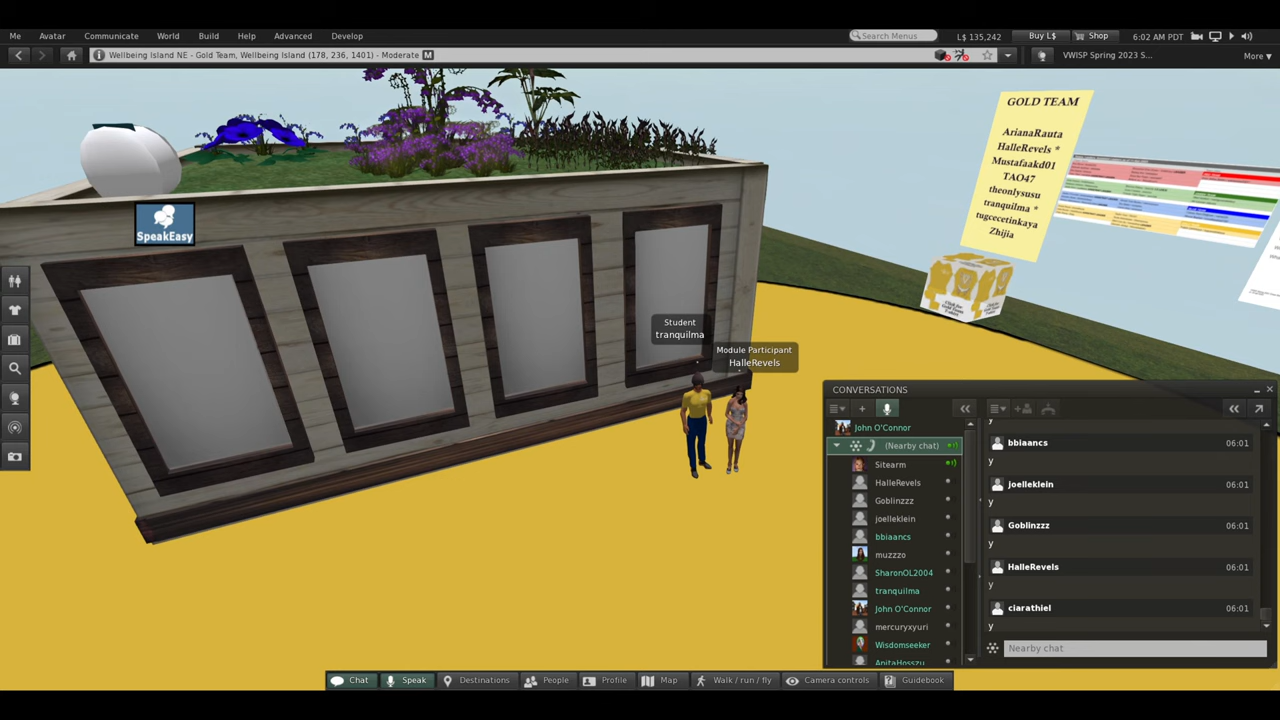 Me Avatar Communicate World Build Help Advanced Develop
Search Menus
L$ 135,242
Buy L$
Shop
6:02 AM PDT
Wellbeing Island NE - Gold Team, Wellbeing Island (178, 236, 1401) - Moderate M
VWISP Spring 2023 S...
More
GOLD TEAM
ArianaRauta
HalleRevels *
Mustafaakd01
TAO47
theonlysusu
tranquilma *
tugcecetinkaya
Zhijia
SpeakEasy
Student
tranquilma
Module Participant
HalleRevels
CONVERSATIONS
John O'Connor
(Nearby chat)
Sitearm
HalleRevels
Goblinzzz
joelleklein
bbiaancs
muzzzo
SharonOL2004
tranquilma
John O'Connor
mercuryxyuri
Wisdomseeker
AnitaHosszu
y
bbiaancs 06:01
y
joelleklein 06:01
y
Goblinzzz 06:01
y
HalleRevels 06:01
y
ciarathiel 06:01
y
Nearby chat
Chat Speak Destinations People Profile Map Walk / run / fly Camera controls Guidebook